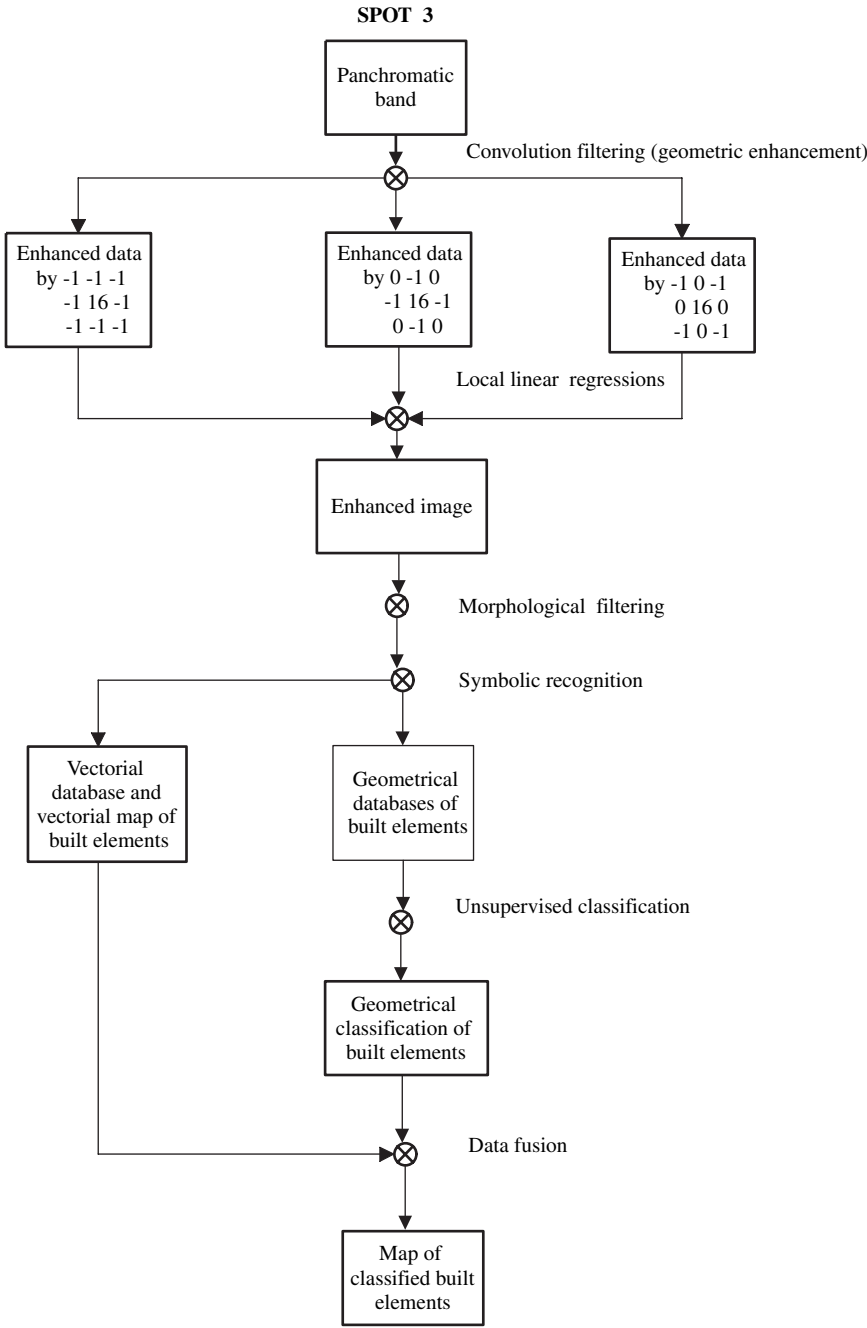 SPOT 3
Panchromatic
band
Convolution filtering (geometric enhancement)
Enhanced data
by -1 -1 -1
-1 16 -1
-1 -1 -1
Enhanced data
by 0 -1 0
-1 16 -1
0 -1 0
Enhanced data
by -1 0 -1
0 16 0
-1 0 -1
Local linear regressions
Enhanced image
Morphological filtering
Symbolic recognition
Vectorial
database and
vectorial map of
built elements
Geometrical
databases of
built elements
Unsupervised classification
Geometrical
classification of
built elements
Data fusion
Map of
classified built
elements